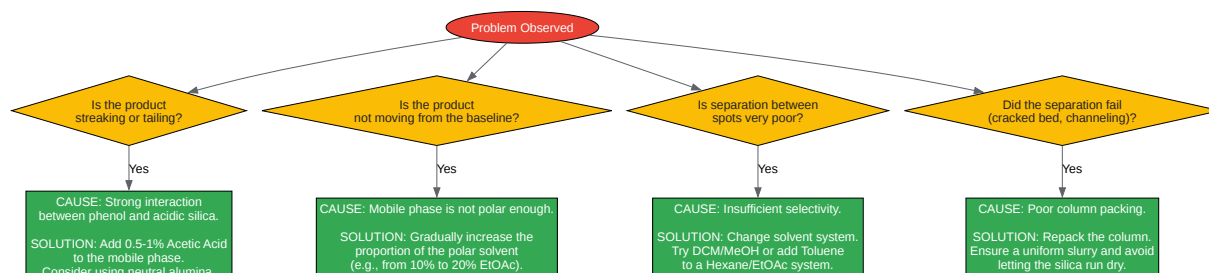 Problem Observed
Is the product
streaking or tailing?
Is the product
not moving from the baseline?
Is separation between
spots very poor?
Did the separation fail
(cracked bed, channeling)?
Yes
Yes
Yes
Yes
CAUSE: Strong interaction
between phenol and acidic silica.
SOLUTION: Add 0.5-1% Acetic Acid
to the mobile phase.
Consider using neutral alumina.
CAUSE: Mobile phase is not polar enough.
SOLUTION: Gradually increase the
proportion of the polar solvent
(e.g., from 10% to 20% EtOAc).
CAUSE: Insufficient selectivity.
SOLUTION: Change solvent system.
Try DCM/MeOH or add Toluene
to a Hexane/EtOAc system.
CAUSE: Poor column packing.
SOLUTION: Repack the column.
Ensure a uniform slurry and avoid
letting the silica run dry.